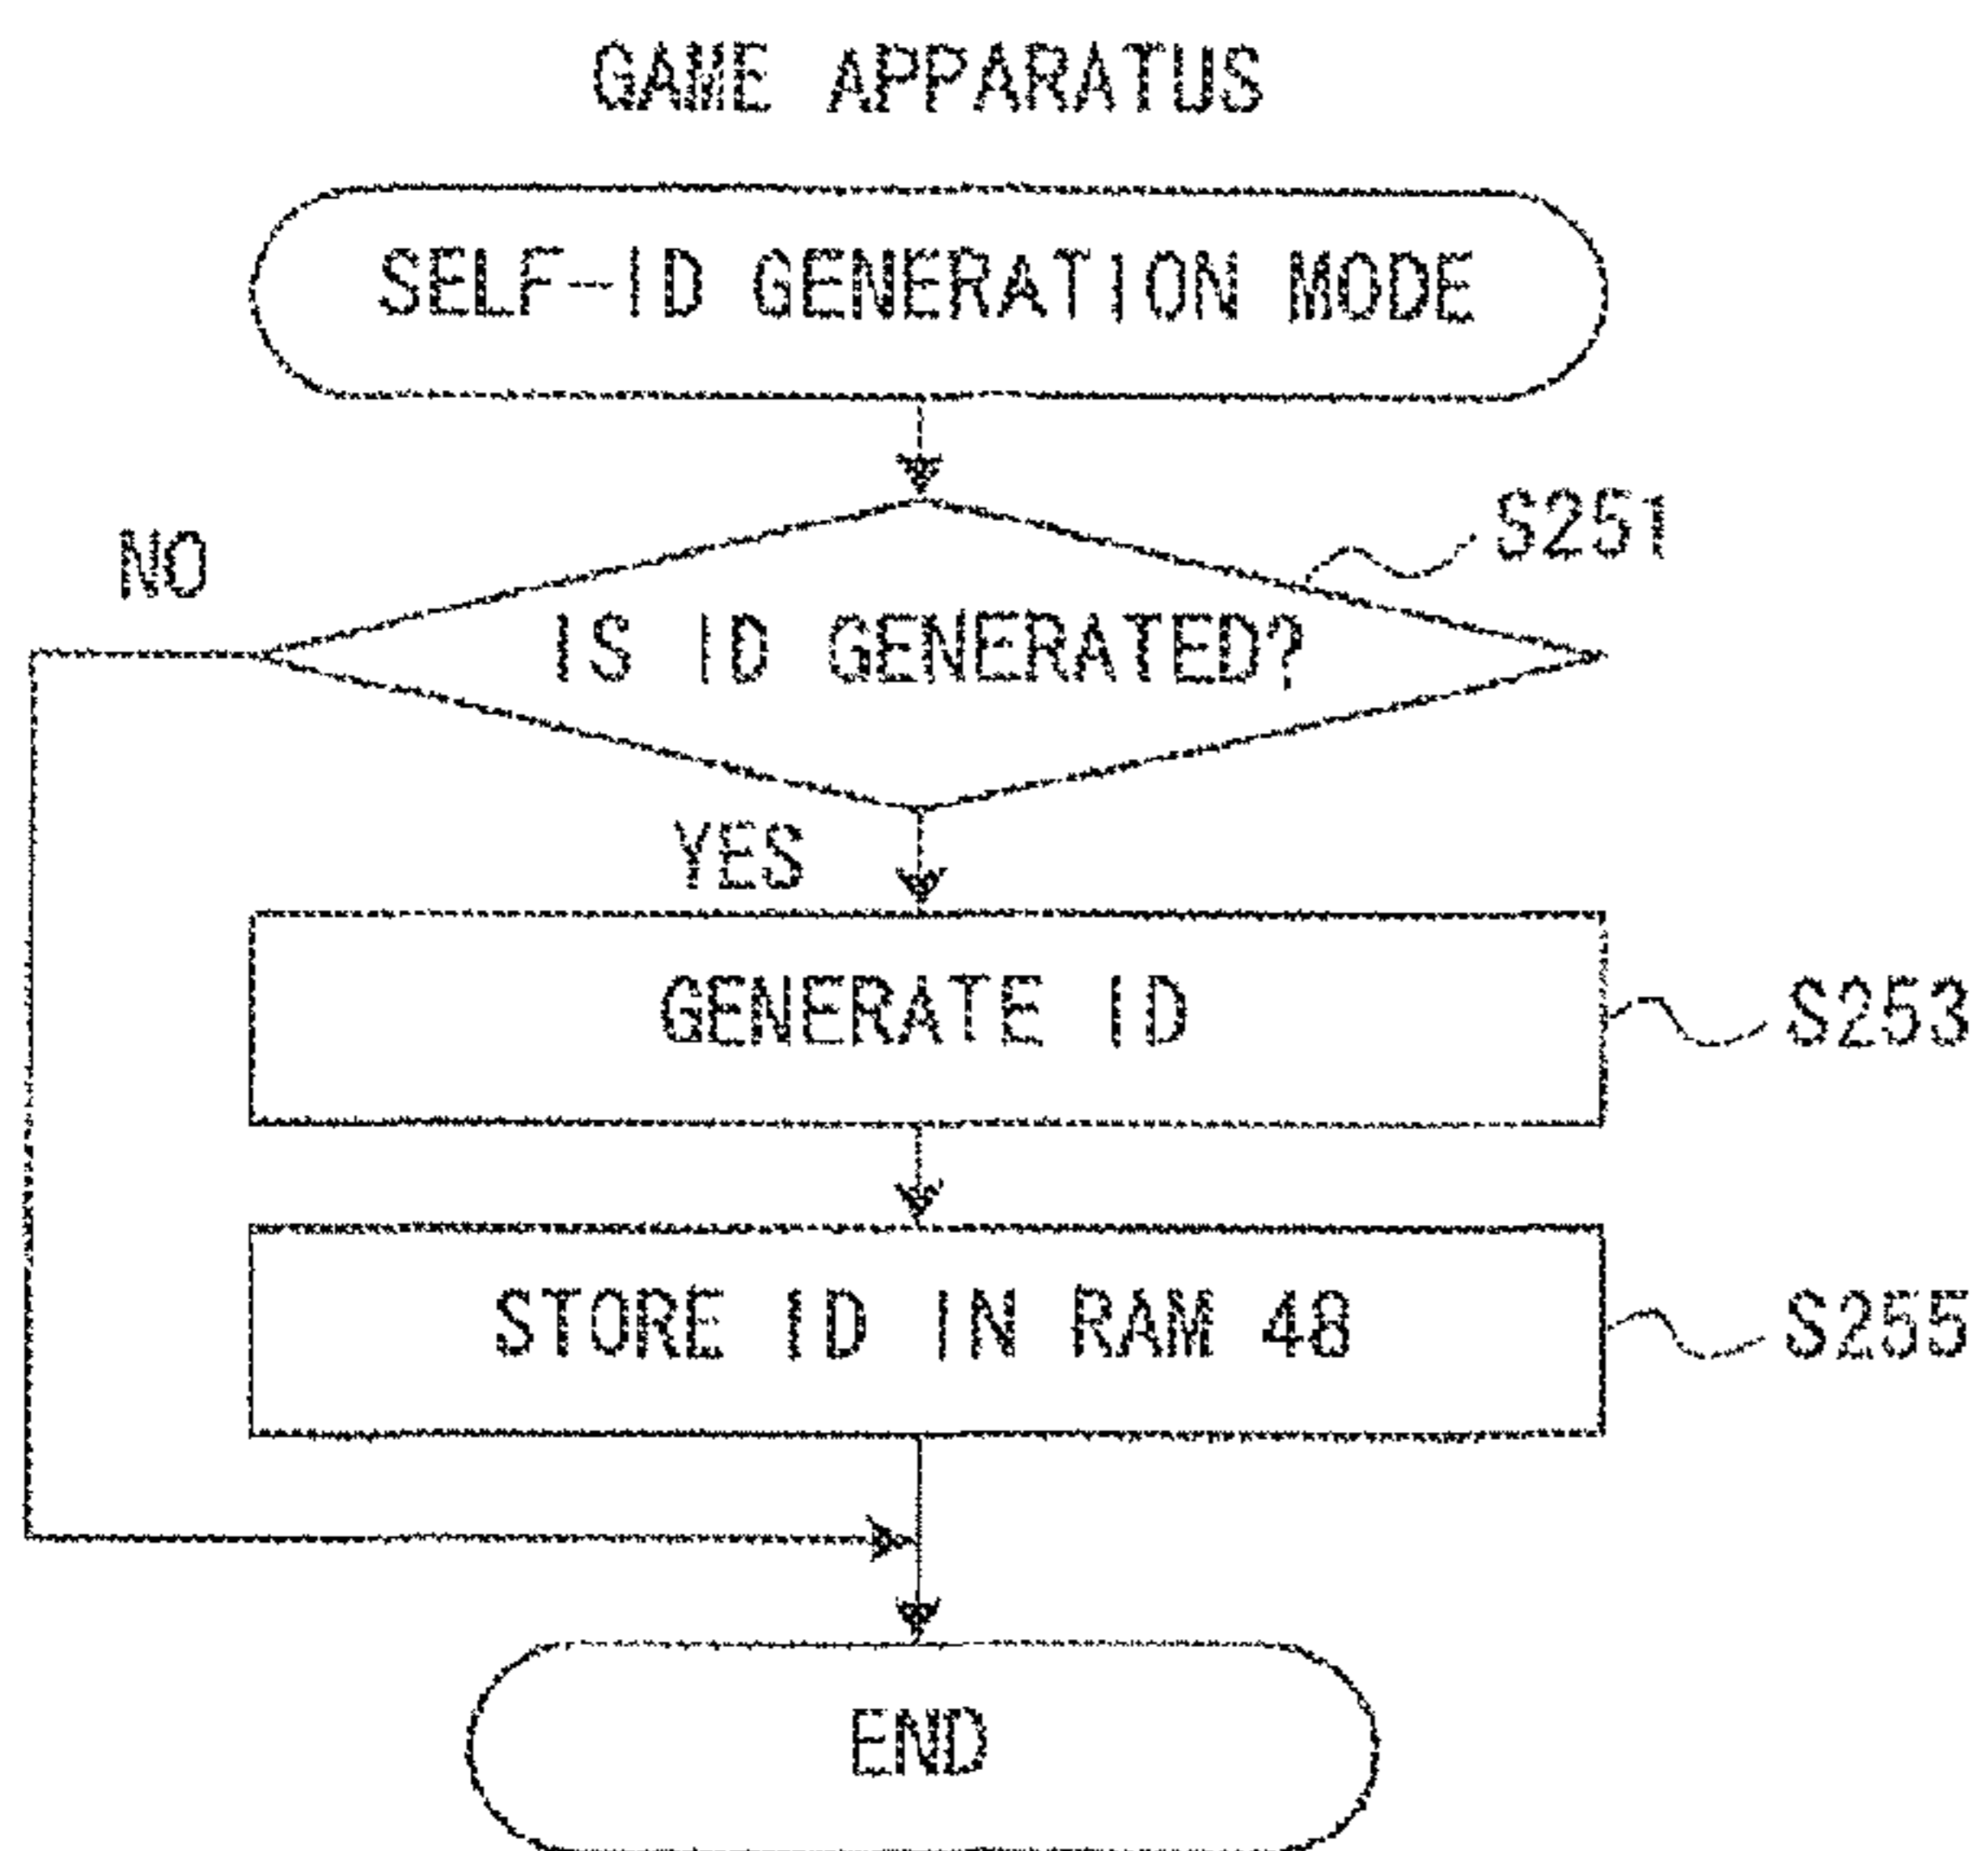 GAME APPARATUS
SELF-ID GENERATION MODE
S251
NO
IS ID GENERATED?
YES
GENERATE ID
S253
STORE ID IN RAM 48
S255
END